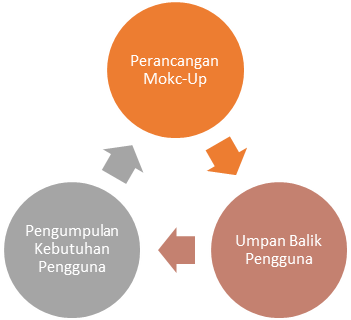 Perancangan
Mokc-Up
Umpan Balik
Pengguna
Pengumpulan
Kebutuhan
Pengguna